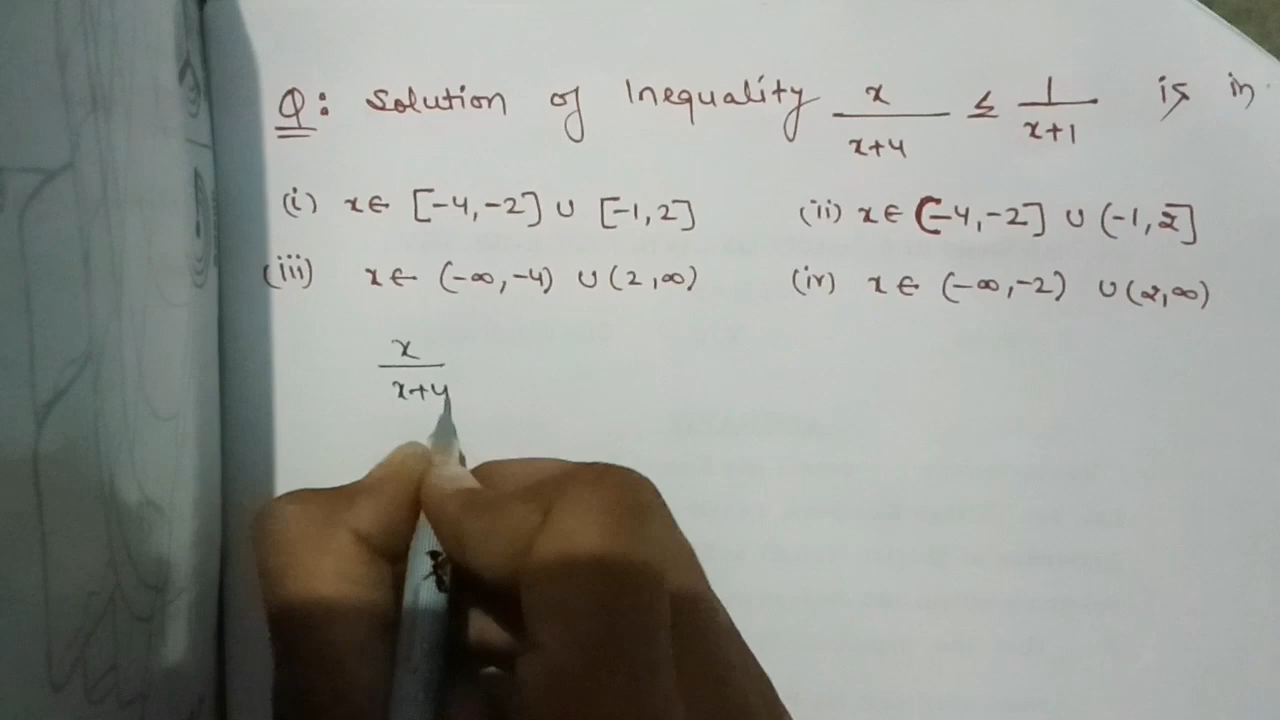 Q: Solution of Inequality x/(x+4) ≤ 1/(x+1) is in
(i) x∈ [-4,-2] ∪ [-1,2] (ii) x∈ (-4,-2] ∪ (-1,2]
(iii) x∈ (-∞,-4) ∪ (2,∞) (iv) x∈ (-∞,-2) ∪ (2,∞)
x/(x+4)